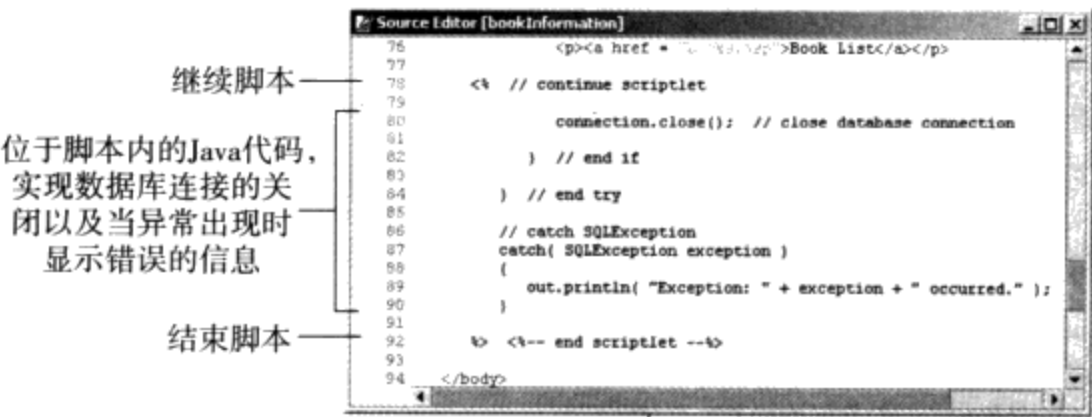 Source Editor [bookInformation]
76 <p><a href = >Book List</a></p>
77
继续脚本
78 <% // continue scriptlet
79
80 connection.close(); // close database connection
81
82 } // end if
83
84 } // end try
85
86 // catch SQLException
87 catch( SQLException exception )
88 {
89 out.println( "Exception: " + exception + " occurred." );
90 }
位于脚本内的Java代码,
实现数据库连接的关
闭以及当异常出现时
显示错误的信息
91
结束脚本
92 %> <%-- end scriptlet --%>
93
94 </body>